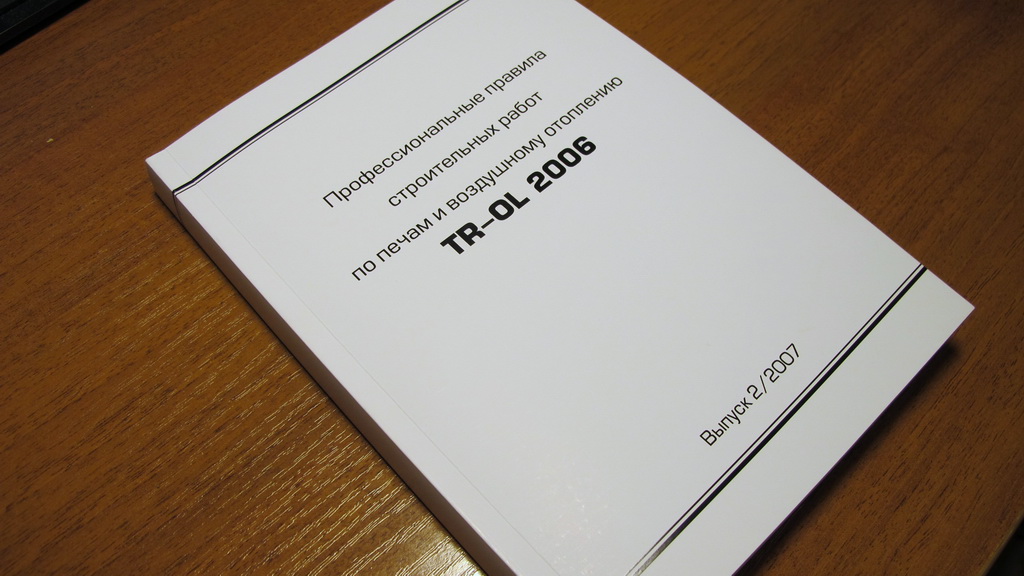 Профессиональные правила
строительных работ
по печам и воздушному отоплению
TR-OL 2006
Выпуск 2/2007